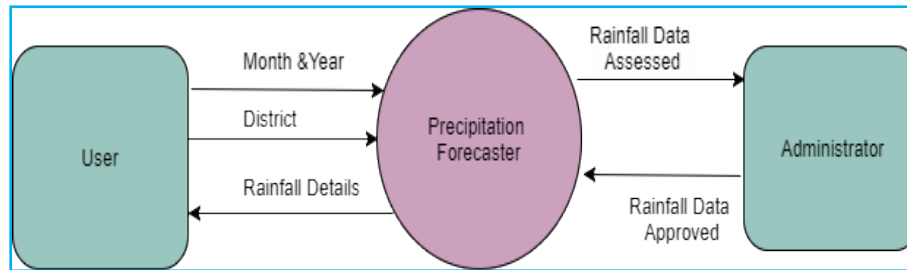 User
Month &Year
District
Rainfall Details
Precipitation
Forecaster
Rainfall Data
Assessed
Rainfall Data
Approved
Administrator